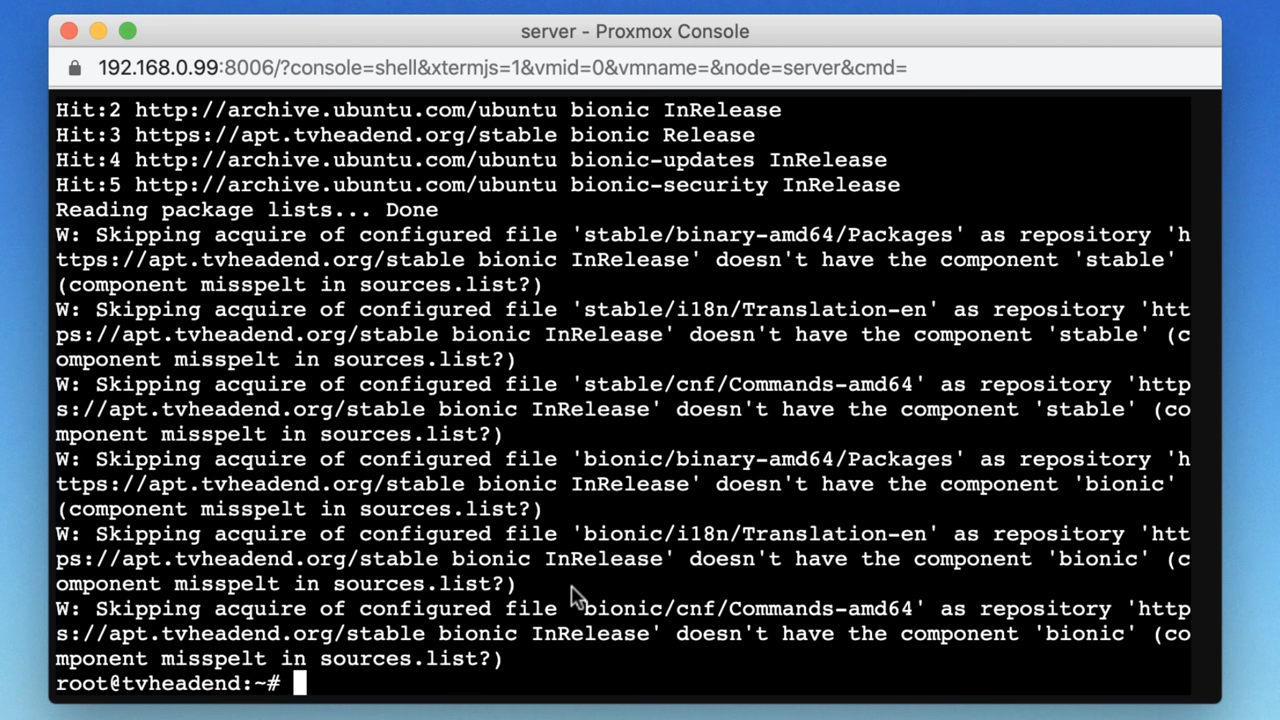 server - Proxmox Console
192.168.0.99:8006/?console=shell&xtermjs=1&vmid=0&vmname=&node=server&cmd=
Hit:2 http://archive.ubuntu.com/ubuntu bionic InRelease
Hit:3 https://apt.tvheadend.org/stable bionic Release
Hit:4 http://archive.ubuntu.com/ubuntu bionic-updates InRelease
Hit:5 http://archive.ubuntu.com/ubuntu bionic-security InRelease
Reading package lists... Done
W: Skipping acquire of configured file 'stable/binary-amd64/Packages' as repository 'h
ttps://apt.tvheadend.org/stable bionic InRelease' doesn't have the component 'stable'
(component misspelt in sources.list?)
W: Skipping acquire of configured file 'stable/i18n/Translation-en' as repository 'htt
ps://apt.tvheadend.org/stable bionic InRelease' doesn't have the component 'stable' (c
omponent misspelt in sources.list?)
W: Skipping acquire of configured file 'stable/cnf/Commands-amd64' as repository 'http
s://apt.tvheadend.org/stable bionic InRelease' doesn't have the component 'stable' (co
mponent misspelt in sources.list?)
W: Skipping acquire of configured file 'bionic/binary-amd64/Packages' as repository 'h
ttps://apt.tvheadend.org/stable bionic InRelease' doesn't have the component 'bionic'
(component misspelt in sources.list?)
W: Skipping acquire of configured file 'bionic/i18n/Translation-en' as repository 'htt
ps://apt.tvheadend.org/stable bionic InRelease' doesn't have the component 'bionic' (c
omponent misspelt in sources.list?)
W: Skipping acquire of configured file 'bionic/cnf/Commands-amd64' as repository 'http
s://apt.tvheadend.org/stable bionic InRelease' doesn't have the component 'bionic' (co
mponent misspelt in sources.list?)
root@tvheadend:~#